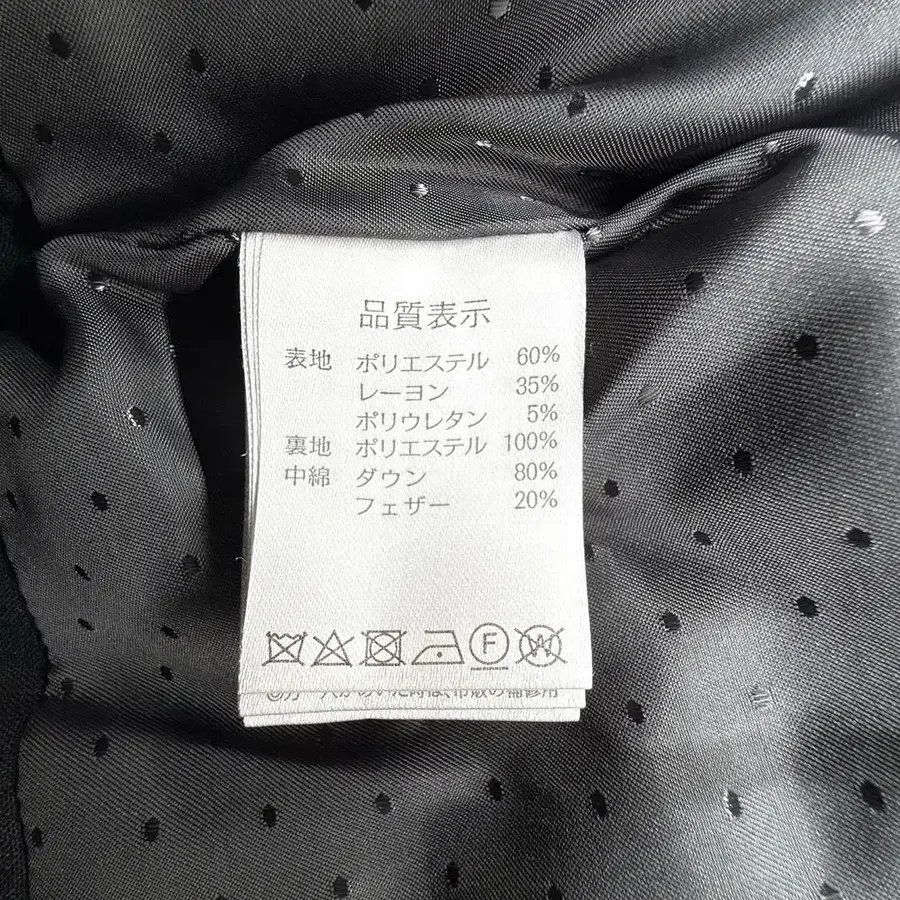 品質表示
表地 ポリエステル 60%
レーヨン 35%
ポリウレタン 5%
裏地 ポリエステル 100%
中綿 ダウン 80%
フェザー 20%
F W